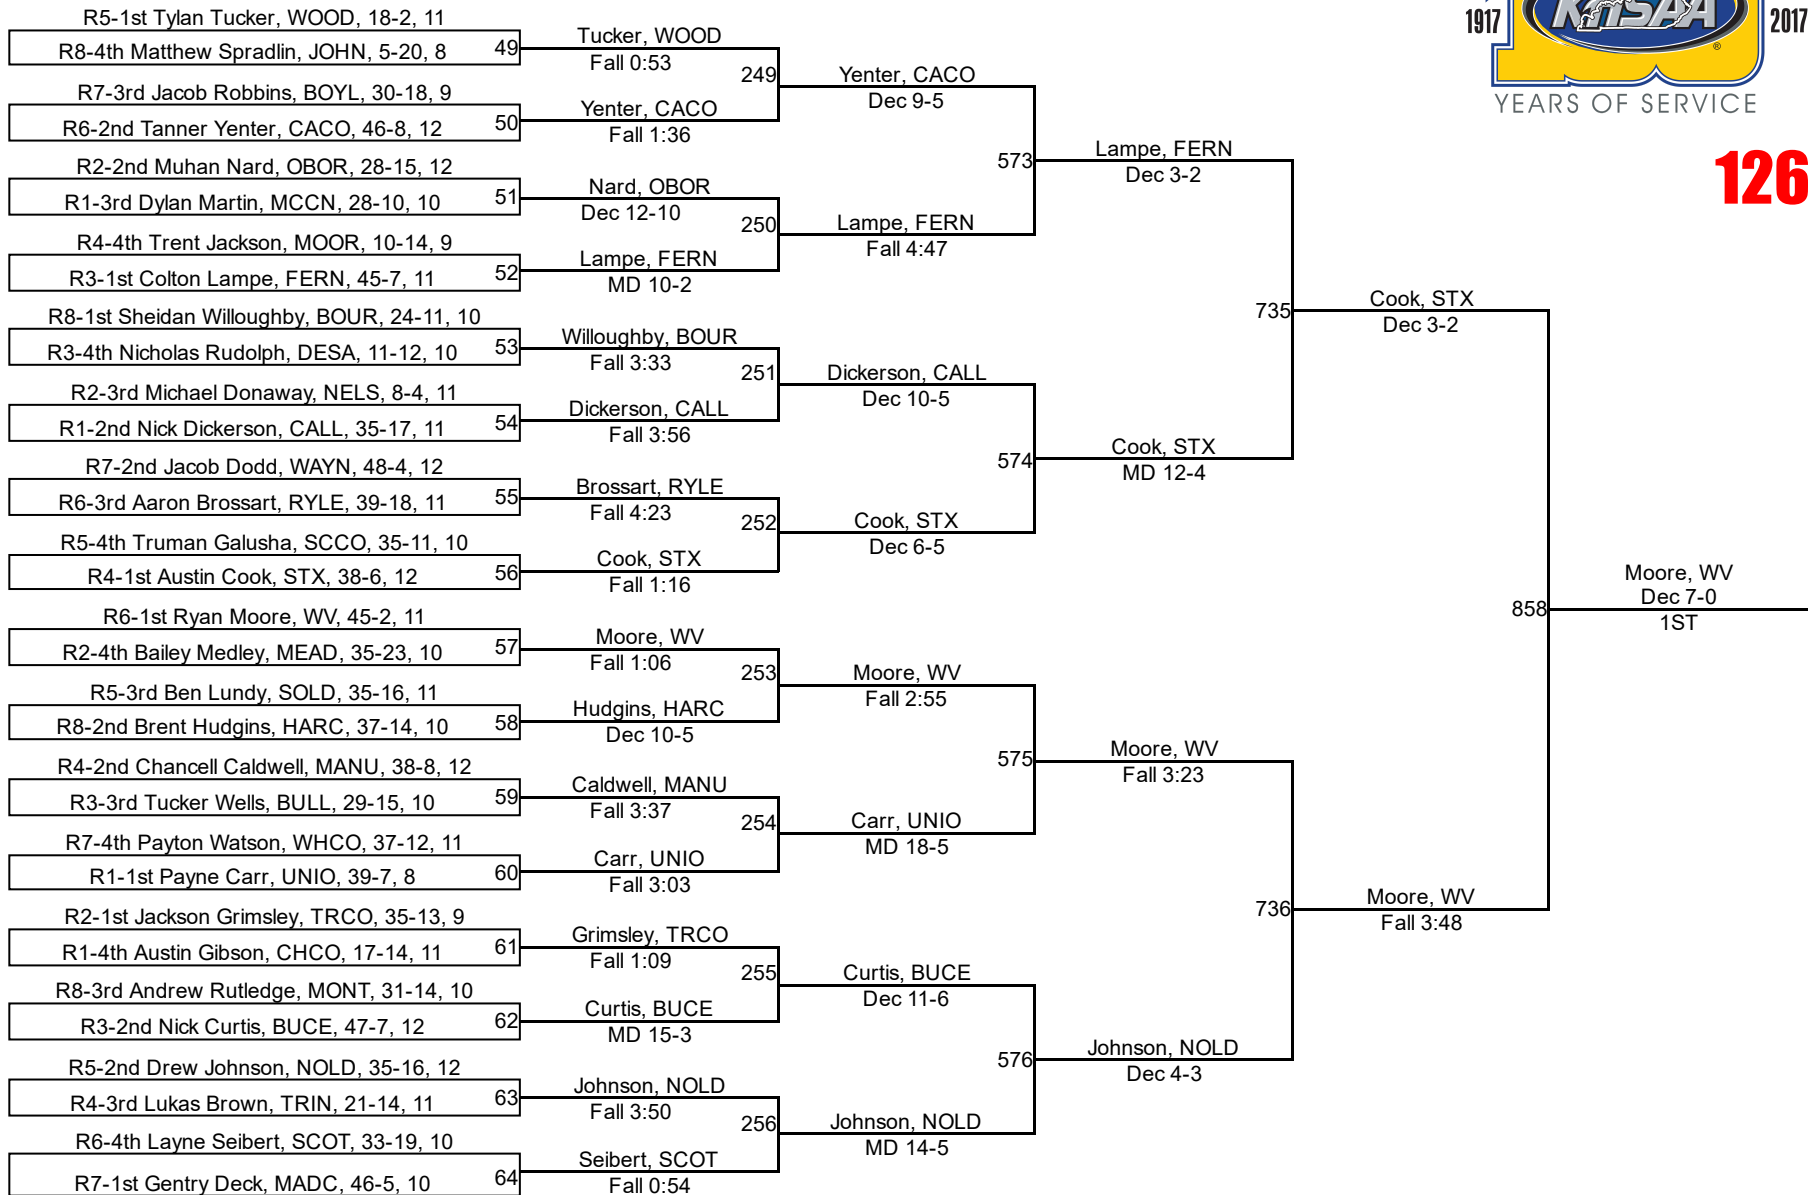 R5-1st Tylan Tucker, WOOD, 18-2, 11
R8-4th Matthew Spradlin, JOHN, 5-20, 8
49
R7-3rd Jacob Robbins, BOYL, 30-18, 9
R6-2nd Tanner Yenter, CACO, 46-8, 12
50
R2-2nd Muhan Nard, OBOR, 28-15, 12
R1-3rd Dylan Martin, MCCN, 28-10, 10
51
R4-4th Trent Jackson, MOOR, 10-14, 9
R3-1st Colton Lampe, FERN, 45-7, 11
52
R8-1st Sheidan Willoughby, BOUR, 24-11, 10
R3-4th Nicholas Rudolph, DESA, 11-12, 10
53
R2-3rd Michael Donaway, NELS, 8-4, 11
R1-2nd Nick Dickerson, CALL, 35-17, 11
54
R7-2nd Jacob Dodd, WAYN, 48-4, 12
R6-3rd Aaron Brossart, RYLE, 39-18, 11
55
R5-4th Truman Galusha, SCCO, 35-11, 10
R4-1st Austin Cook, STX, 38-6, 12
56
R6-1st Ryan Moore, WV, 45-2, 11
R2-4th Bailey Medley, MEAD, 35-23, 10
57
R5-3rd Ben Lundy, SOLD, 35-16, 11
R8-2nd Brent Hudgins, HARC, 37-14, 10
58
R4-2nd Chancell Caldwell, MANU, 38-8, 12
R3-3rd Tucker Wells, BULL, 29-15, 10
59
R7-4th Payton Watson, WHCO, 37-12, 11
R1-1st Payne Carr, UNIO, 39-7, 8
60
R2-1st Jackson Grimsley, TRCO, 35-13, 9
R1-4th Austin Gibson, CHCO, 17-14, 11
61
R8-3rd Andrew Rutledge, MONT, 31-14, 10
R3-2nd Nick Curtis, BUCE, 47-7, 12
62
R5-2nd Drew Johnson, NOLD, 35-16, 12
R4-3rd Lukas Brown, TRIN, 21-14, 11
63
R6-4th Layne Seibert, SCOT, 33-19, 10
R7-1st Gentry Deck, MADC, 46-5, 10
64
Tucker, WOOD
Fall 0:53
249
Yenter, CACO
Fall 1:36
Nard, OBOR
Dec 12-10
250
Lampe, FERN
MD 10-2
Willoughby, BOUR
Fall 3:33
251
Dickerson, CALL
Fall 3:56
Brossart, RYLE
Fall 4:23
252
Cook, STX
Fall 1:16
Moore, WV
Fall 1:06
253
Hudgins, HARC
Dec 10-5
Caldwell, MANU
Fall 3:37
254
Carr, UNIO
Fall 3:03
Grimsley, TRCO
Fall 1:09
255
Curtis, BUCE
MD 15-3
Johnson, NOLD
Fall 3:50
256
Seibert, SCOT
Fall 0:54
Yenter, CACO
Dec 9-5
573
Lampe, FERN
Fall 4:47
Dickerson, CALL
Dec 10-5
574
Cook, STX
Dec 6-5
Moore, WV
Fall 2:55
575
Carr, UNIO
MD 18-5
Curtis, BUCE
Dec 11-6
576
Johnson, NOLD
MD 14-5
Lampe, FERN
Dec 3-2
735
Cook, STX
MD 12-4
Moore, WV
Fall 3:23
736
Johnson, NOLD
Dec 4-3
Cook, STX
Dec 3-2
858
Moore, WV
Fall 3:48
Moore, WV
Dec 7-0
1ST
1917
KHSAA
®
2017
YEARS OF SERVICE
126